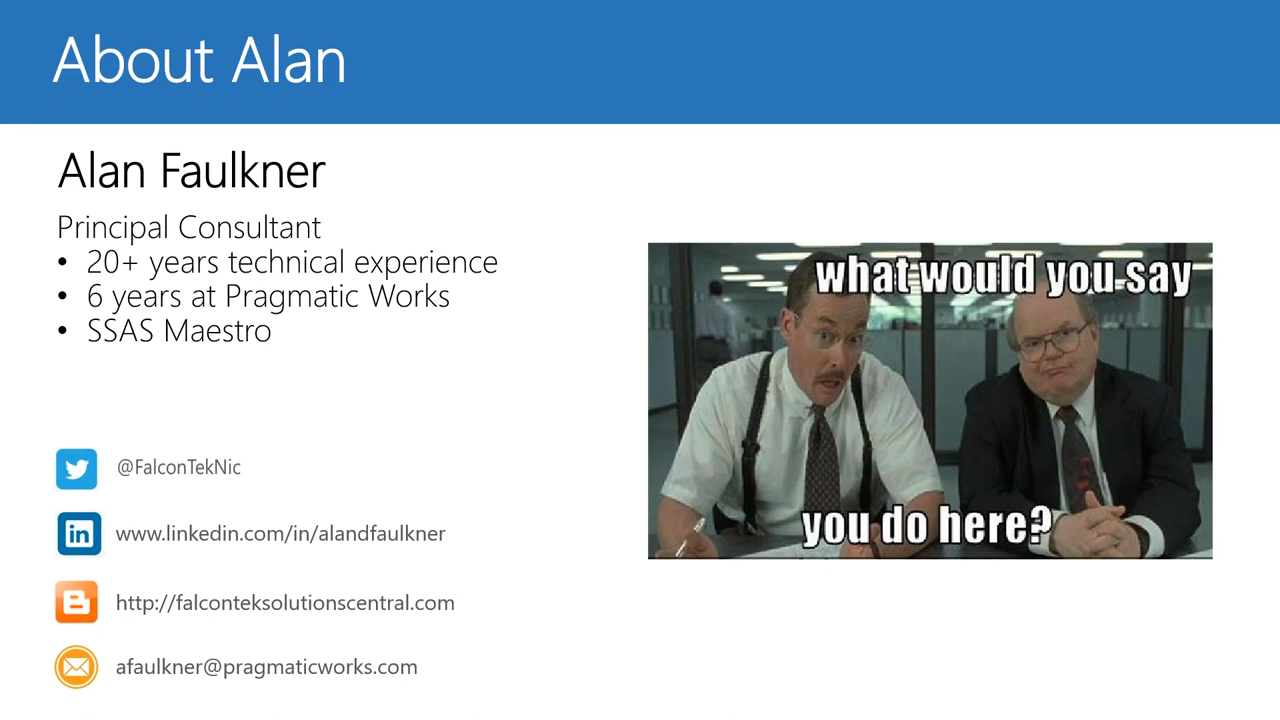 About Alan
Alan Faulkner
Principal Consultant
• 20+ years technical experience
• 6 years at Pragmatic Works
• SSAS Maestro
what would you say
you do here?
@FalconTekNic
www.linkedin.com/in/alandfaulkner
http://falconteksolutionscentral.com
afaulkner@pragmaticworks.com